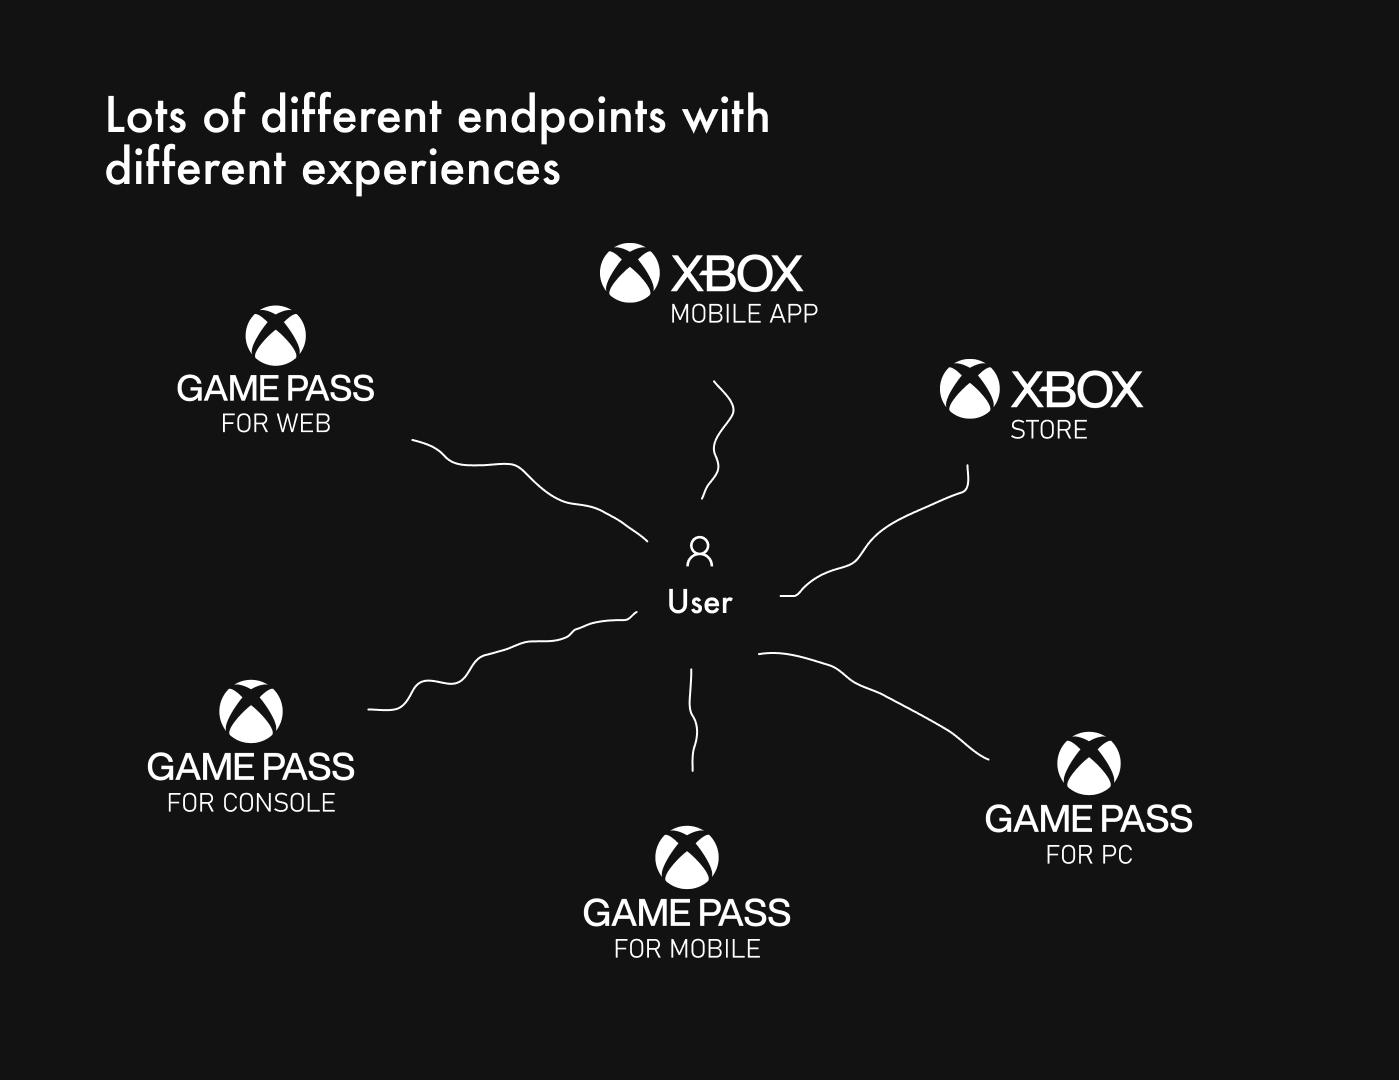 Lots of different endpoints with
different experiences
XBOX
MOBILE APP
GAME PASS
FOR WEB
XBOX
STORE
User
GAME PASS
FOR CONSOLE
GAME PASS
FOR PC
GAME PASS
FOR MOBILE